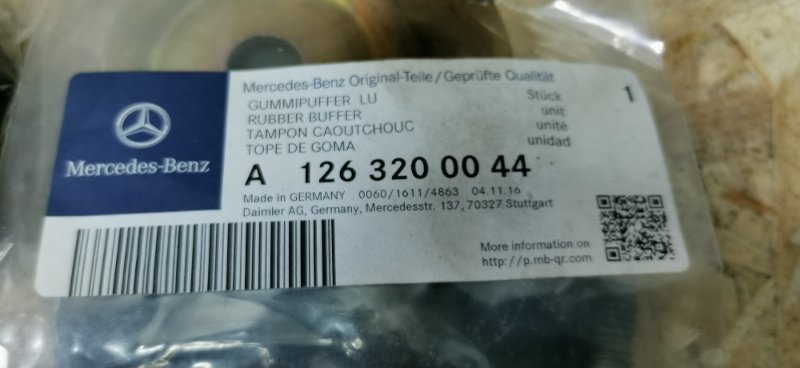 Mercedes-Benz
Mercedes-Benz Original-Teile/Geprüfte Qualität
GUMMIPUFFER LU Stück 1
RUBBER BUFFER unit
TAMPON CAOUTCHOUC unité
TOPE DE GOMA unidad
A 126 320 00 44
Made in GERMANY 0060/1611/4863 04.11.16
Daimler AG, Germany, Mercedesstr. 137, 70327 Stuttgart
More information on
http://p.mb-qr.com